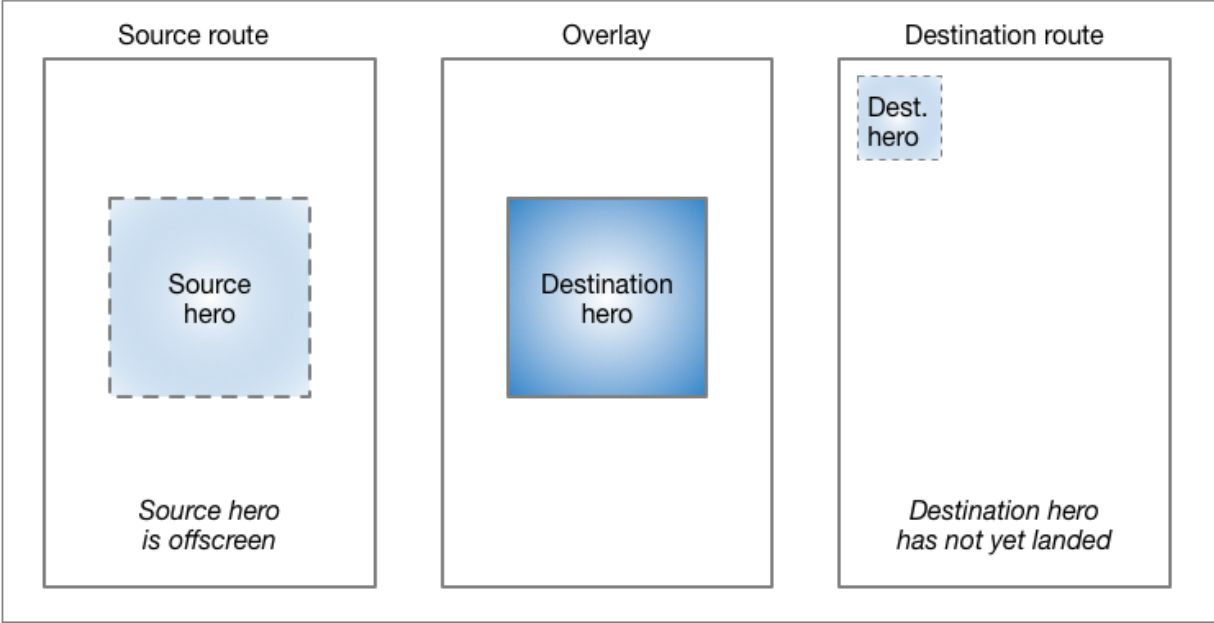 Source route
Overlay
Destination route
Source
hero
Destination
hero
Dest.
hero
Source hero
is offscreen
Destination hero
has not yet landed